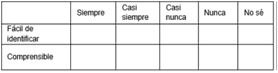 Siempre Casi siempre Casi nunca Nunca No sé
Fácil de identificar
Comprensible